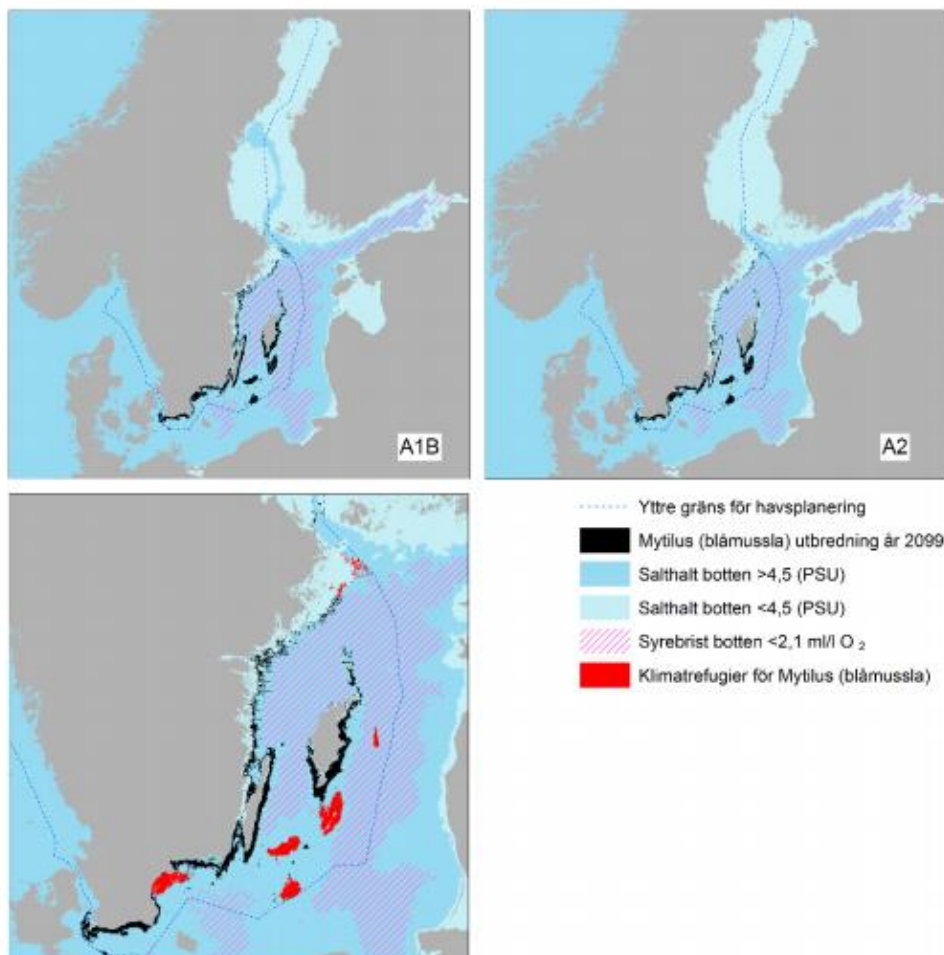 A1B
A2
Yttre gräns för havsplanering
Mytilus (blåmussla) utbredning år 2099
Salthalt botten >4,5 (PSU)
Salthalt botten <4,5 (PSU)
Syrebrist botten <2,1 ml/l O ₂
Klimatrefugier för Mytilus (blåmussla)